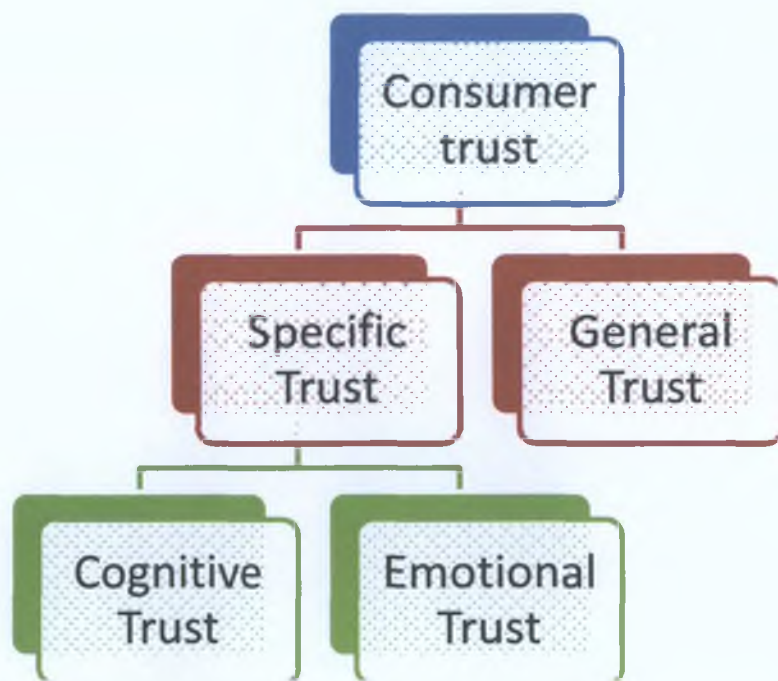 Consumer
trust
Specific
Trust
General
Trust
Cognitive
Trust
Emotional
Trust